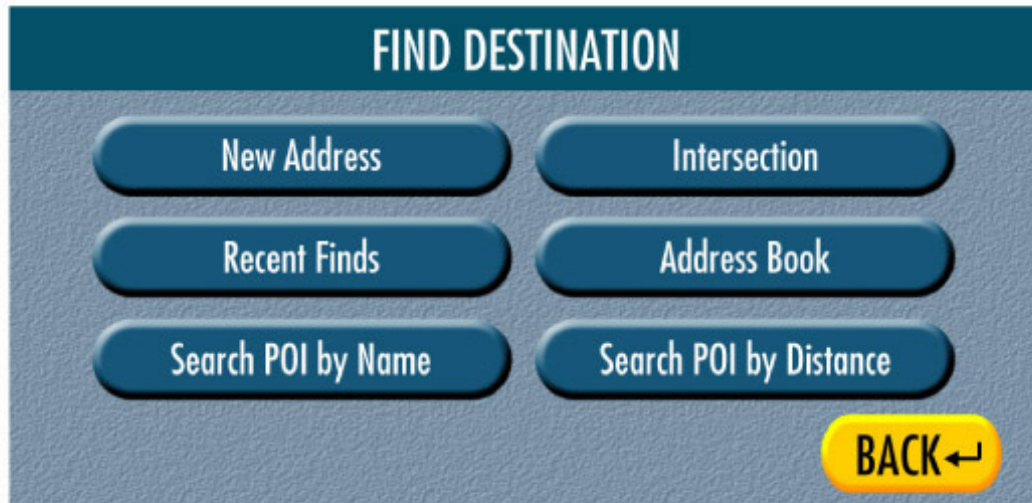 FIND DESTINATION
New Address
Intersection
Recent Finds
Address Book
Search POI by Name
Search POI by Distance
BACK